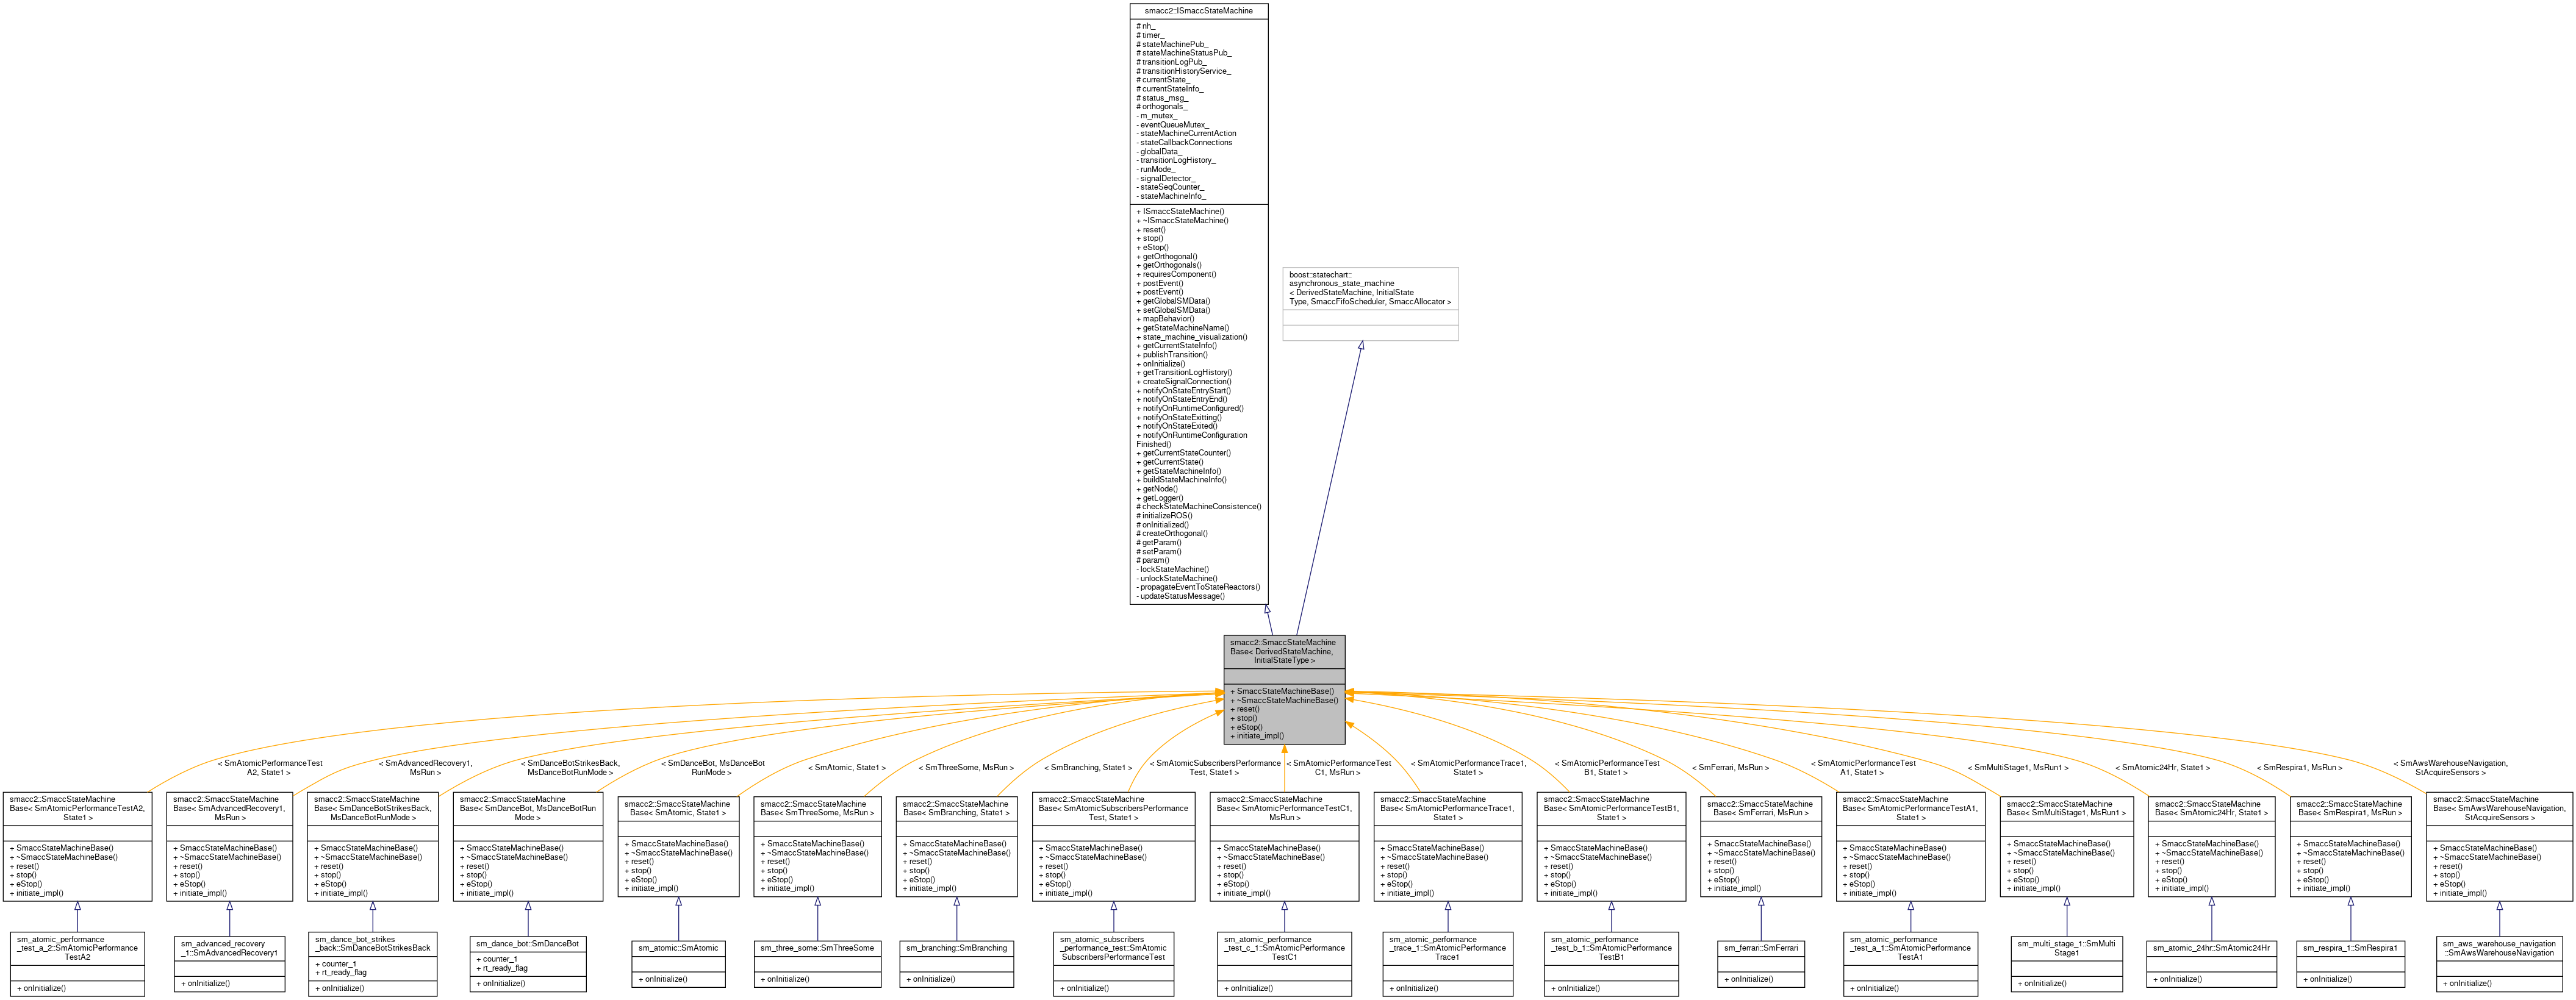 smacc2::ISmaccStateMachine
# nh_
# timer_
# stateMachinePub_
# stateMachineStatusPub_
# transitionLogPub_
# transitionHistoryService_
# currentState_
# currentStateInfo_
# status_msg_
# orthogonals_
- m_mutex_
- eventQueueMutex_
- stateMachineCurrentAction
- stateCallbackConnections
- globalData_
- transitionLogHistory_
- runMode_
- signalDetector_
- stateSeqCounter_
- stateMachineInfo_
+ ISmaccStateMachine()
+ ~ISmaccStateMachine()
+ reset()
+ stop()
+ eStop()
+ getOrthogonal()
+ getOrthogonals()
+ requiresComponent()
+ postEvent()
+ postEvent()
+ getGlobalSMData()
+ setGlobalSMData()
+ mapBehavior()
+ getStateMachineName()
+ state_machine_visualization()
+ getCurrentStateInfo()
+ publishTransition()
+ onInitialize()
+ getTransitionLogHistory()
+ createSignalConnection()
+ notifyOnStateEntryStart()
+ notifyOnStateEntryEnd()
+ notifyOnRuntimeConfigured()
+ notifyOnStateExitting()
+ notifyOnStateExited()
+ notifyOnRuntimeConfiguration
Finished()
+ getCurrentStateCounter()
+ getCurrentState()
+ getStateMachineInfo()
+ buildStateMachineInfo()
+ getNode()
+ getLogger()
# checkStateMachineConsistence()
# initializeROS()
# onInitialized()
# createOrthogonal()
# getParam()
# setParam()
# param()
- lockStateMachine()
- unlockStateMachine()
- propagateEventToStateReactors()
- updateStatusMessage()
boost::statechart::
asynchronous_state_machine
< DerivedStateMachine, InitialState
Type, SmaccFifoScheduler, SmaccAllocator >
smacc2::SmaccStateMachine
Base< DerivedStateMachine,
InitialStateType >
+ SmaccStateMachineBase()
+ ~SmaccStateMachineBase()
+ reset()
+ stop()
+ eStop()
+ initiate_impl()
< SmAtomicPerformanceTest
A2, State1 >
< SmAdvancedRecovery1,
MsRun >
< SmDanceBotStrikesBack,
MsDanceBotRunMode >
< SmDanceBot, MsDanceBot
RunMode >
< SmAtomic, State1 >
< SmThreeSome, MsRun >
< SmBranching, State1 >
< SmAtomicSubscribersPerformance
Test, State1 >
< SmAtomicPerformanceTest
C1, MsRun >
< SmAtomicPerformanceTrace1,
State1 >
< SmAtomicPerformanceTest
B1, State1 >
< SmFerrari, MsRun >
< SmAtomicPerformanceTest
A1, State1 >
< SmMultiStage1, MsRun1 >
< SmAtomic24Hr, State1 >
< SmRespira1, MsRun >
< SmAwsWarehouseNavigation,
StAcquireSensors >
smacc2::SmaccStateMachine
Base< SmAtomicPerformanceTestA2,
State1 >
+ SmaccStateMachineBase()
+ ~SmaccStateMachineBase()
+ reset()
+ stop()
+ eStop()
+ initiate_impl()
smacc2::SmaccStateMachine
Base< SmAdvancedRecovery1,
MsRun >
+ SmaccStateMachineBase()
+ ~SmaccStateMachineBase()
+ reset()
+ stop()
+ eStop()
+ initiate_impl()
smacc2::SmaccStateMachine
Base< SmDanceBotStrikesBack,
MsDanceBotRunMode >
+ SmaccStateMachineBase()
+ ~SmaccStateMachineBase()
+ reset()
+ stop()
+ eStop()
+ initiate_impl()
smacc2::SmaccStateMachine
Base< SmDanceBot, MsDanceBotRun
Mode >
+ SmaccStateMachineBase()
+ ~SmaccStateMachineBase()
+ reset()
+ stop()
+ eStop()
+ initiate_impl()
smacc2::SmaccStateMachine
Base< SmAtomic, State1 >
+ SmaccStateMachineBase()
+ ~SmaccStateMachineBase()
+ reset()
+ stop()
+ eStop()
+ initiate_impl()
smacc2::SmaccStateMachine
Base< SmThreeSome, MsRun >
+ SmaccStateMachineBase()
+ ~SmaccStateMachineBase()
+ reset()
+ stop()
+ eStop()
+ initiate_impl()
smacc2::SmaccStateMachine
Base< SmBranching, State1 >
+ SmaccStateMachineBase()
+ ~SmaccStateMachineBase()
+ reset()
+ stop()
+ eStop()
+ initiate_impl()
smacc2::SmaccStateMachine
Base< SmAtomicSubscribersPerformance
Test, State1 >
+ SmaccStateMachineBase()
+ ~SmaccStateMachineBase()
+ reset()
+ stop()
+ eStop()
+ initiate_impl()
smacc2::SmaccStateMachine
Base< SmAtomicPerformanceTestC1,
MsRun >
+ SmaccStateMachineBase()
+ ~SmaccStateMachineBase()
+ reset()
+ stop()
+ eStop()
+ initiate_impl()
smacc2::SmaccStateMachine
Base< SmAtomicPerformanceTrace1,
State1 >
+ SmaccStateMachineBase()
+ ~SmaccStateMachineBase()
+ reset()
+ stop()
+ eStop()
+ initiate_impl()
smacc2::SmaccStateMachine
Base< SmAtomicPerformanceTestB1,
State1 >
+ SmaccStateMachineBase()
+ ~SmaccStateMachineBase()
+ reset()
+ stop()
+ eStop()
+ initiate_impl()
smacc2::SmaccStateMachine
Base< SmFerrari, MsRun >
+ SmaccStateMachineBase()
+ ~SmaccStateMachineBase()
+ reset()
+ stop()
+ eStop()
+ initiate_impl()
smacc2::SmaccStateMachine
Base< SmAtomicPerformanceTestA1,
State1 >
+ SmaccStateMachineBase()
+ ~SmaccStateMachineBase()
+ reset()
+ stop()
+ eStop()
+ initiate_impl()
smacc2::SmaccStateMachine
Base< SmMultiStage1, MsRun1 >
+ SmaccStateMachineBase()
+ ~SmaccStateMachineBase()
+ reset()
+ stop()
+ eStop()
+ initiate_impl()
smacc2::SmaccStateMachine
Base< SmAtomic24Hr, State1 >
+ SmaccStateMachineBase()
+ ~SmaccStateMachineBase()
+ reset()
+ stop()
+ eStop()
+ initiate_impl()
smacc2::SmaccStateMachine
Base< SmRespira1, MsRun >
+ SmaccStateMachineBase()
+ ~SmaccStateMachineBase()
+ reset()
+ stop()
+ eStop()
+ initiate_impl()
smacc2::SmaccStateMachine
Base< SmAwsWarehouseNavigation,
StAcquireSensors >
+ SmaccStateMachineBase()
+ ~SmaccStateMachineBase()
+ reset()
+ stop()
+ eStop()
+ initiate_impl()
sm_atomic_performance
_test_a_2::SmAtomicPerformance
TestA2
+ onInitialize()
sm_advanced_recovery
_1::SmAdvancedRecovery1
+ onInitialize()
sm_dance_bot_strikes
_back::SmDanceBotStrikesBack
+ counter_1
+ rt_ready_flag
+ onInitialize()
sm_dance_bot::SmDanceBot
+ counter_1
+ rt_ready_flag
+ onInitialize()
sm_atomic::SmAtomic
+ onInitialize()
sm_three_some::SmThreeSome
+ onInitialize()
sm_branching::SmBranching
+ onInitialize()
sm_atomic_subscribers
_performance_test::SmAtomic
SubscribersPerformanceTest
+ onInitialize()
sm_atomic_performance
_test_c_1::SmAtomicPerformance
TestC1
+ onInitialize()
sm_atomic_performance
_trace_1::SmAtomicPerformance
Trace1
+ onInitialize()
sm_atomic_performance
_test_b_1::SmAtomicPerformance
TestB1
+ onInitialize()
sm_ferrari::SmFerrari
+ onInitialize()
sm_atomic_performance
_test_a_1::SmAtomicPerformance
TestA1
+ onInitialize()
sm_multi_stage_1::SmMulti
Stage1
+ onInitialize()
sm_atomic_24hr::SmAtomic24Hr
+ onInitialize()
sm_respira_1::SmRespira1
+ onInitialize()
sm_aws_warehouse_navigation
::SmAwsWarehouseNavigation
+ onInitialize()